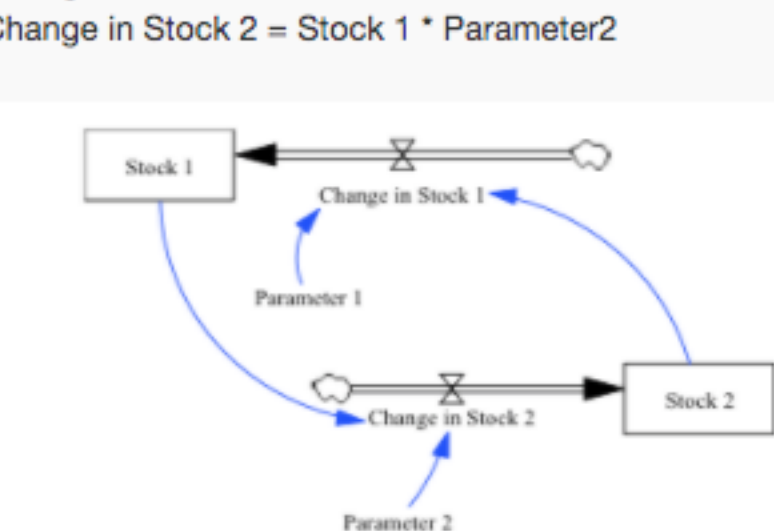 Change in Stock 2 = Stock 1 * Parameter2
Stock 1
Change in Stock 1
Parameter 1
Change in Stock 2
Stock 2
Parameter 2